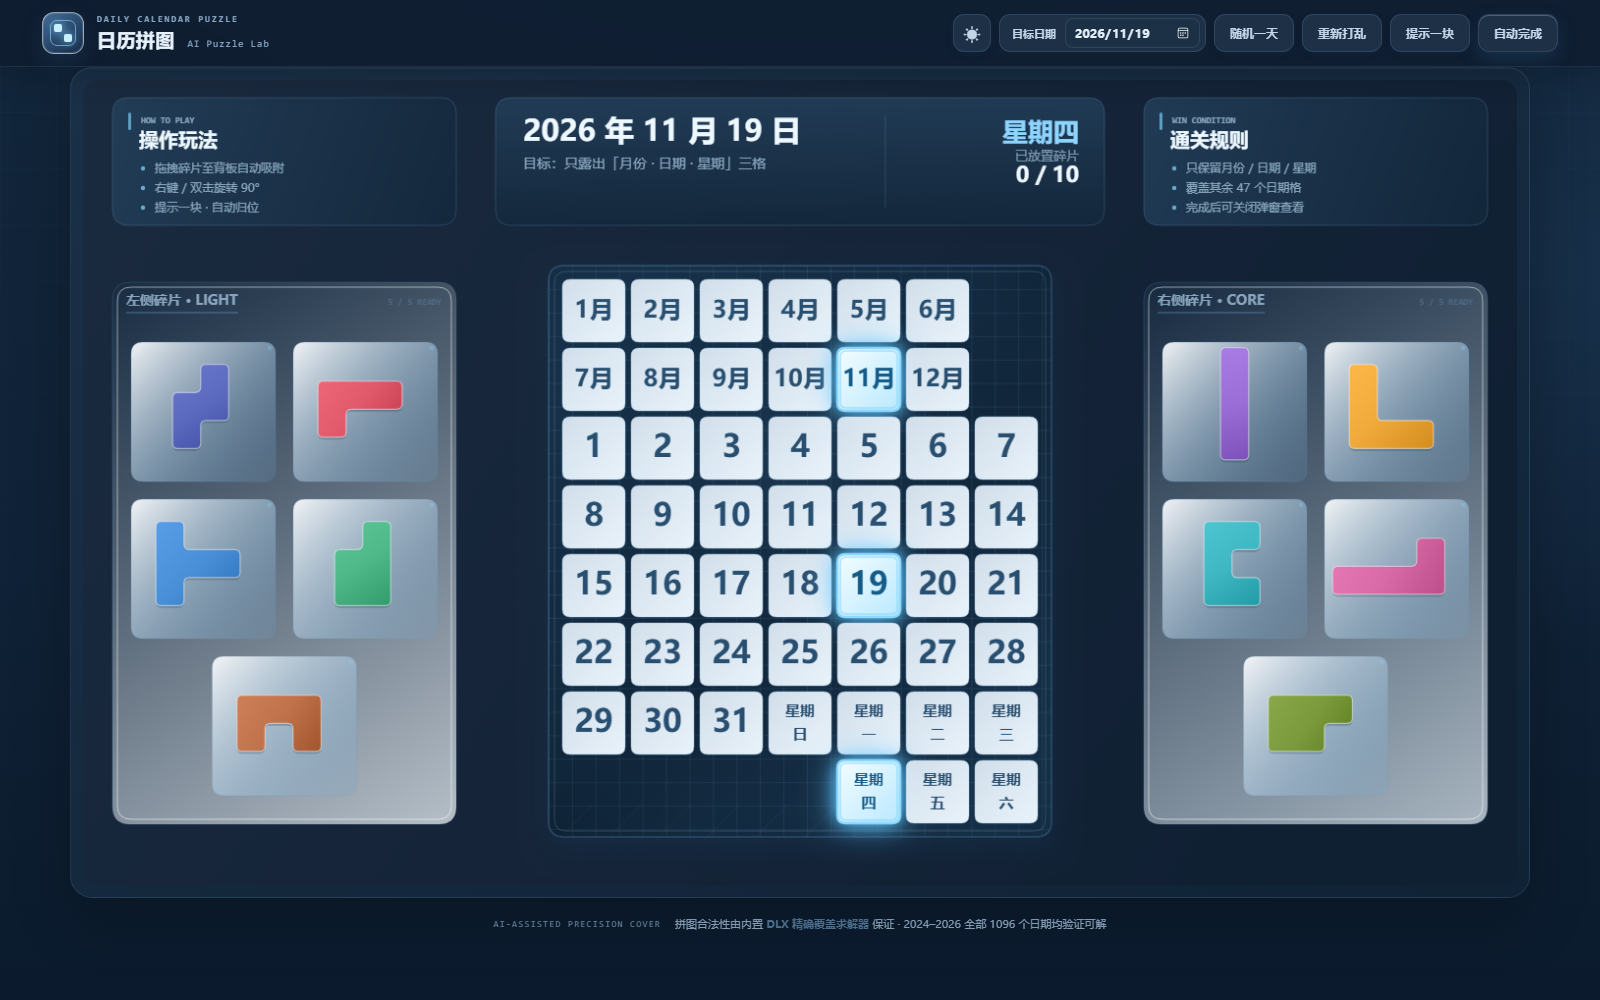 DAILY CALENDAR PUZZLE
日历拼图 AI Puzzle Lab
目标日期 2026/11/19 随机一天 重新打乱 提示一块 自动完成
HOW TO PLAY
操作玩法
拖拽碎片至背板自动吸附
右键 / 双击旋转 90°
提示一块 · 自动归位
2026 年 11 月 19 日
目标：只露出「月份 · 日期 · 星期」三格
星期四
已放置碎片
0 / 10
WIN CONDITION
通关规则
只保留月份 / 日期 / 星期
覆盖其余 47 个日期格
完成后可关闭弹窗查看
左侧碎片 • LIGHT 5 / 5 READY
1月 2月 3月 4月 5月 6月
7月 8月 9月 10月 11月 12月
1 2 3 4 5 6 7
8 9 10 11 12 13 14
15 16 17 18 19 20 21
22 23 24 25 26 27 28
29 30 31 星期日 星期一 星期二 星期三
星期四 星期五 星期六
右侧碎片 • CORE 5 / 5 READY
AI-ASSISTED PRECISION COVER 拼图合法性由内置 DLX 精确覆盖求解器 保证 · 2024–2026 全部 1096 个日期均验证可解